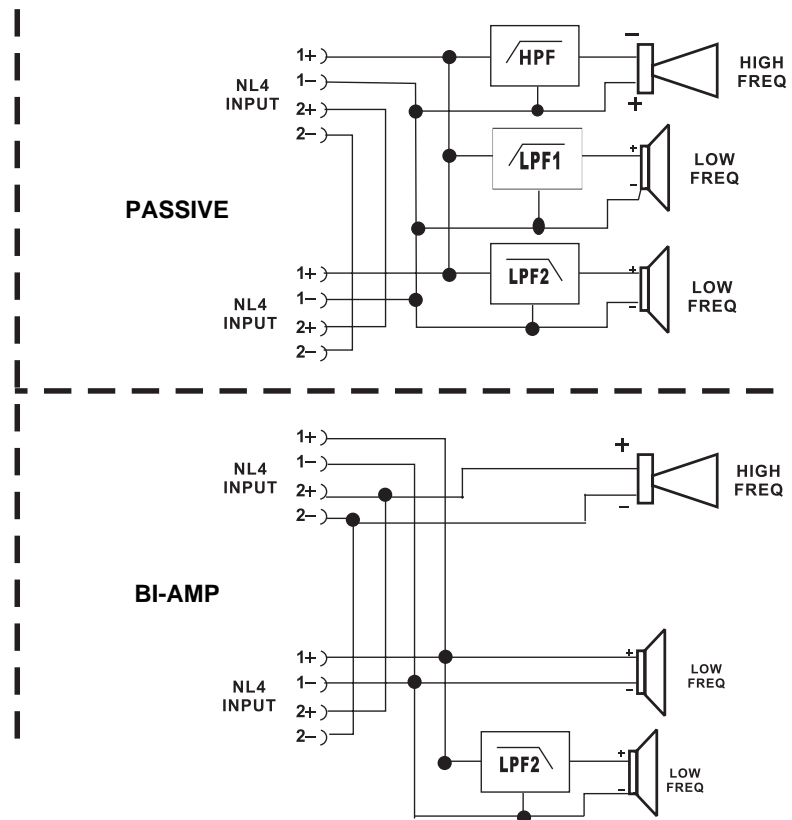 PASSIVE
NL4
INPUT
1+
1–
2+
2–
HPF
–
+
HIGH
FREQ
LPF1
+
–
LOW
FREQ
NL4
INPUT
1+
1–
2+
2–
LPF2
+
–
LOW
FREQ
BI-AMP
NL4
INPUT
1+
1–
2+
2–
+
–
HIGH
FREQ
NL4
INPUT
1+
1–
2+
2–
+
–
LOW
FREQ
LPF2
+
–
LOW
FREQ